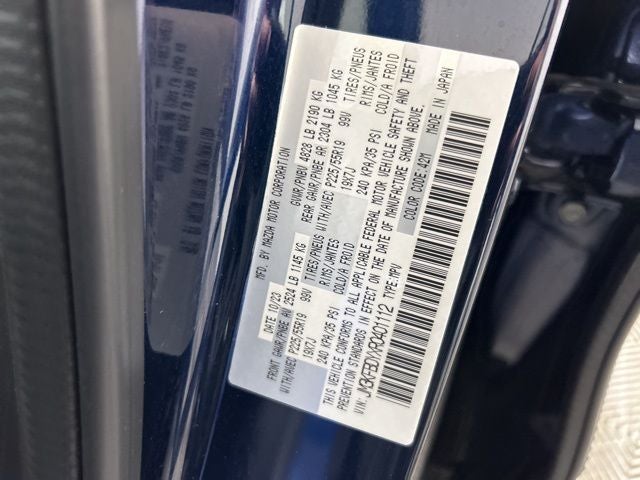 MFD. BY MAZDA MOTOR CORPORATION
DATE 10/23 GVWR/PNBV 4828 LB 2190 KG
FRONT GAWR/PNBE AV 2524 LB 1145 KG REAR GAWR/PNBE AR 2304 LB 1045 KG
WITH/AVEC P225/55R19 99V TIRES/PNEUS WITH/AVEC P225/55R19 99V TIRES/PNEUS
19X7J RIMS/JANTES 19X7J RIMS/JANTES
240 KPA/35 PSI COLD/A FROID 240 KPA/35 PSI COLD/A FROID
THIS VEHICLE CONFORMS TO ALL APPLICABLE FEDERAL MOTOR VEHICLE SAFETY AND THEFT
PREVENTION STANDARDS IN EFFECT ON THE DATE OF MANUFACTURE SHOWN ABOVE.
VIN: TYPE:MPV COLOR CODE:42M MADE IN JAPAN